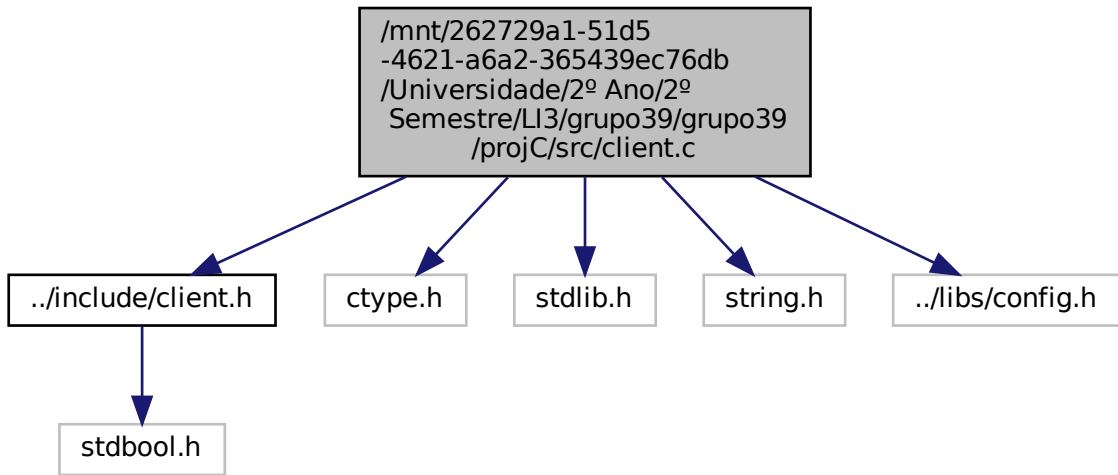 /mnt/262729a1-51d5
-4621-a6a2-365439ec76db
/Universidade/2º Ano/2º
Semestre/LI3/grupo39/grupo39
/projC/src/client.c
../include/client.h
ctype.h
stdlib.h
string.h
../libs/config.h
stdbool.h